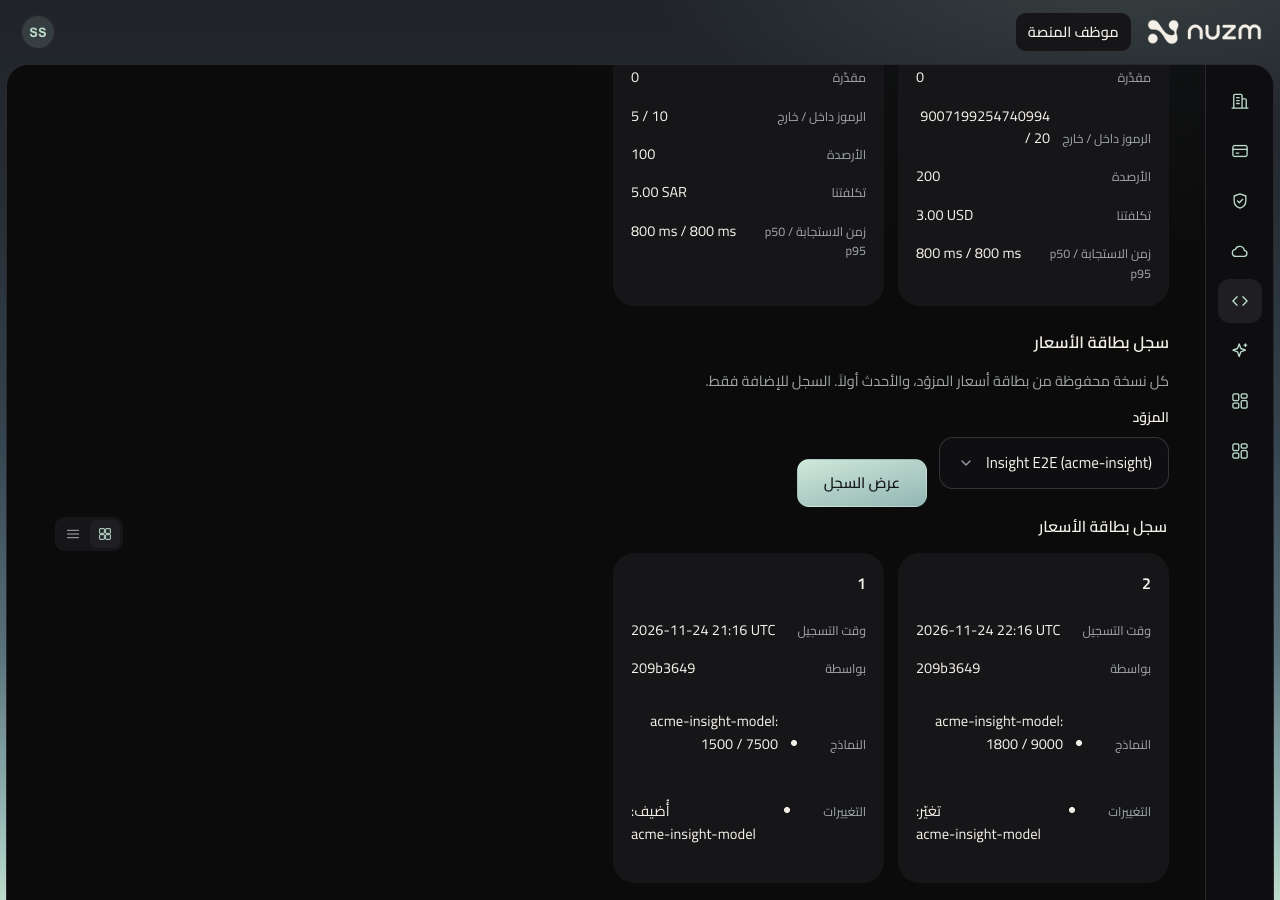 nuzm
موظف المنصة
SS
مقدَّرة 0
الرموز داخل / خارج 9007199254740994 / 20
الأرصدة 200
تكلفتنا 3.00 USD
زمن الاستجابة p50 / p95 800 ms / 800 ms
مقدَّرة 0
الرموز داخل / خارج 5 / 10
الأرصدة 100
تكلفتنا 5.00 SAR
زمن الاستجابة p50 / p95 800 ms / 800 ms
سجل بطاقة الأسعار
كل نسخة محفوظة من بطاقة أسعار المزوّد، والأحدث أولاً. السجل للإضافة فقط.
المزوّد
Insight E2E (acme-insight)
عرض السجل
سجل بطاقة الأسعار
2
وقت التسجيل 2026-11-24 22:16 UTC
بواسطة 209b3649
النماذج
acme-insight-model:
• 1800 / 9000
التغييرات • تغيّر:
acme-insight-model
1
وقت التسجيل 2026-11-24 21:16 UTC
بواسطة 209b3649
النماذج
acme-insight-model:
• 1500 / 7500
التغييرات • أُضيف:
acme-insight-model